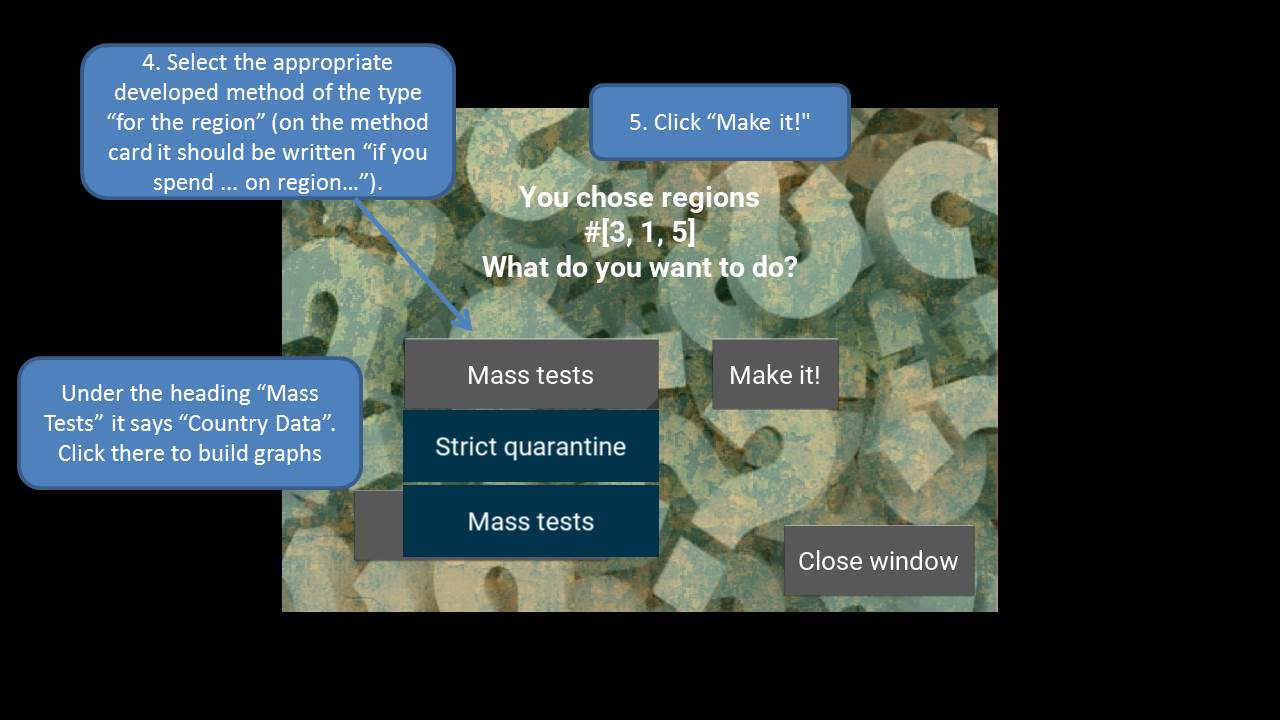 4. Select the appropriate
developed method of the type
“for the region” (on the method
card it should be written “if you
spend ... on region…”).
5. Click “Make it!"
You chose regions
#[3, 1, 5]
What do you want to do?
Mass tests
Make it!
Under the heading “Mass
Tests” it says “Country Data”.
Click there to build graphs
Strict quarantine
Mass tests
Close window